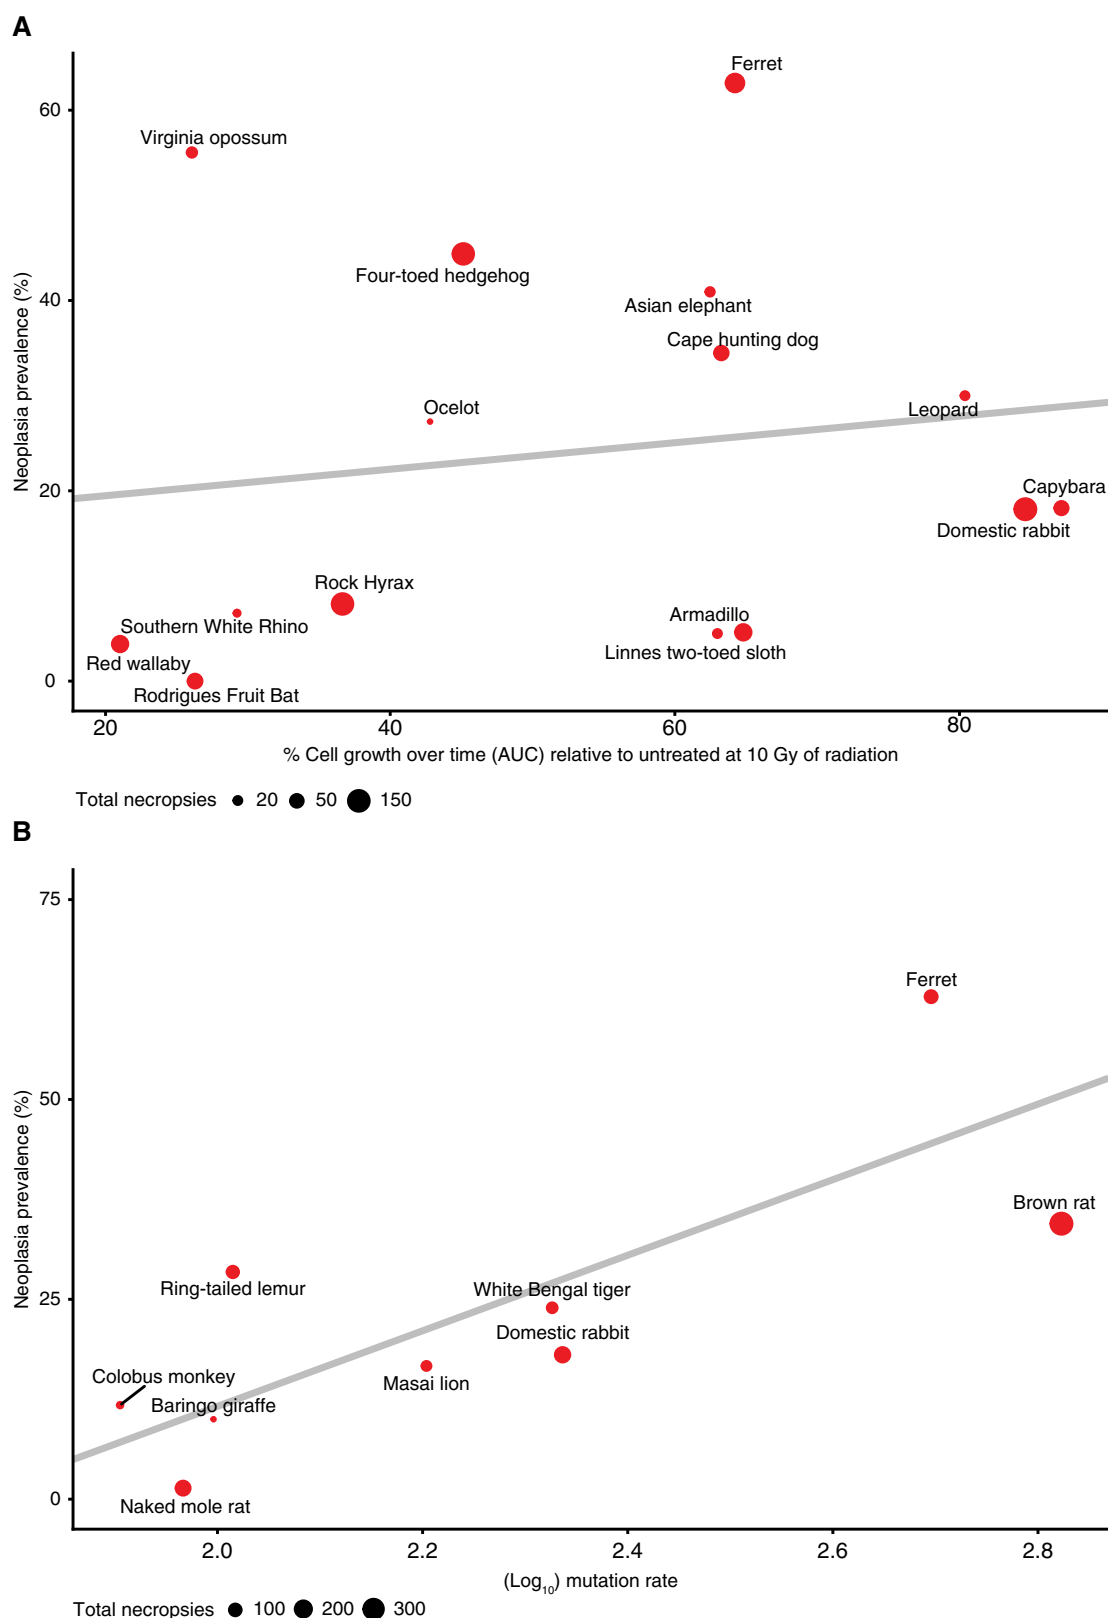 A
Ferret
60
Virginia opossum
Four-toed hedgehog
40
Asian elephant
Cape hunting dog
Ocelot
Leopard
Neoplasia prevalence (%)
20
Capybara
Domestic rabbit
Rock Hyrax
Armadillo
Southern White Rhino
Linnes two-toed sloth
Red wallaby
0
Rodrigues Fruit Bat
20 40 60 80
% Cell growth over time (AUC) relative to untreated at 10 Gy of radiation
Total necropsies 20 50 150
B
75
Ferret
50
Neoplasia prevalence (%)
Brown rat
Ring-tailed lemur
White Bengal tiger
25
Domestic rabbit
Colobus monkey
Masai lion
Baringo giraffe
0
Naked mole rat
2.0 2.2 2.4 2.6 2.8
(Log10) mutation rate
Total necropsies 100 200 300